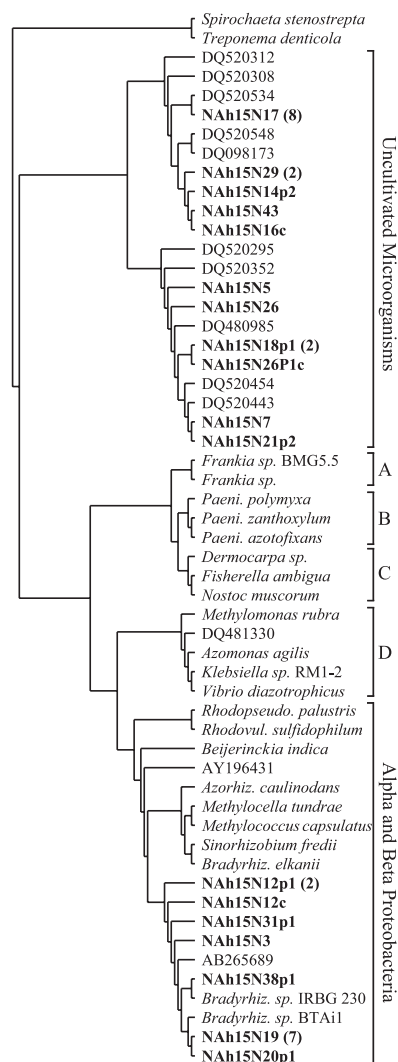 Spirochaeta stenostrepta
Treponema denticola
DQ520312
DQ520308
DQ520534
NAh15N17 (8)
DQ520548
DQ098173
NAh15N29 (2)
NAh15N14p2
NAh15N43
NAh15N16c
DQ520295
DQ520352
NAh15N5
NAh15N26
DQ480985
NAh15N18p1 (2)
NAh15N26P1c
DQ520454
DQ520443
NAh15N7
NAh15N21p2
Uncultivated Microorganisms
Frankia sp. BMG5.5
Frankia sp.
A
Paeni. polymyxa
Paeni. zanthoxylum
Paeni. azotofixans
B
Dermocarpa sp.
Fisherella ambigua
Nostoc muscorum
C
Methylomonas rubra
DQ481330
Azomonas agilis
Klebsiella sp. RM1-2
Vibrio diazotrophicus
D
Rhodopseudo. palustris
Rhodovul. sulfidophilum
Beijerinckia indica
AY196431
Azorhiz. caulinodans
Methylocella tundrae
Methylococcus capsulatus
Sinorhizobium fredii
Bradyrhiz. elkanii
NAh15N12p1 (2)
NAh15N12c
NAh15N31p1
NAh15N3
AB265689
NAh15N38p1
Bradyrhiz. sp. IRBG 230
Bradyrhiz. sp. BTAi1
NAh15N19 (7)
NAh15N20p1
Alpha and Beta Proteobacteria